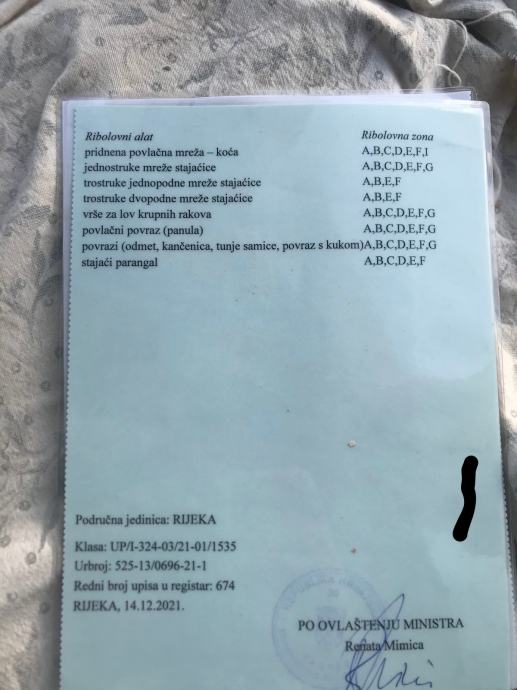 Ribolovni alat Ribolovna zona
pridnena povlačna mreža – koća A,B,C,D,E,F,I
jednostruke mreže stajaćice A,B,C,D,E,F,G
trostruke jednopodne mreže stajaćice A,B,E,F
trostruke dvopodne mreže stajaćice A,B,E,F
vrše za lov krupnih rakova A,B,C,D,E,F,G
povlačni povraz (panula) A,B,C,D,E,F,G
povrazi (odmet, kančenica, tunje samice, povraz s kukom)A,B,C,D,E,F,G
stajaći parangal A,B,C,D,E,F
Područna jedinica: RIJEKA
Klasa: UP/I-324-03/21-01/1535
Urbroj: 525-13/0696-21-1
Redni broj upisa u registar: 674
RIJEKA, 14.12.2021.
PO OVLAŠTENJU MINISTRA
Renata Mimica